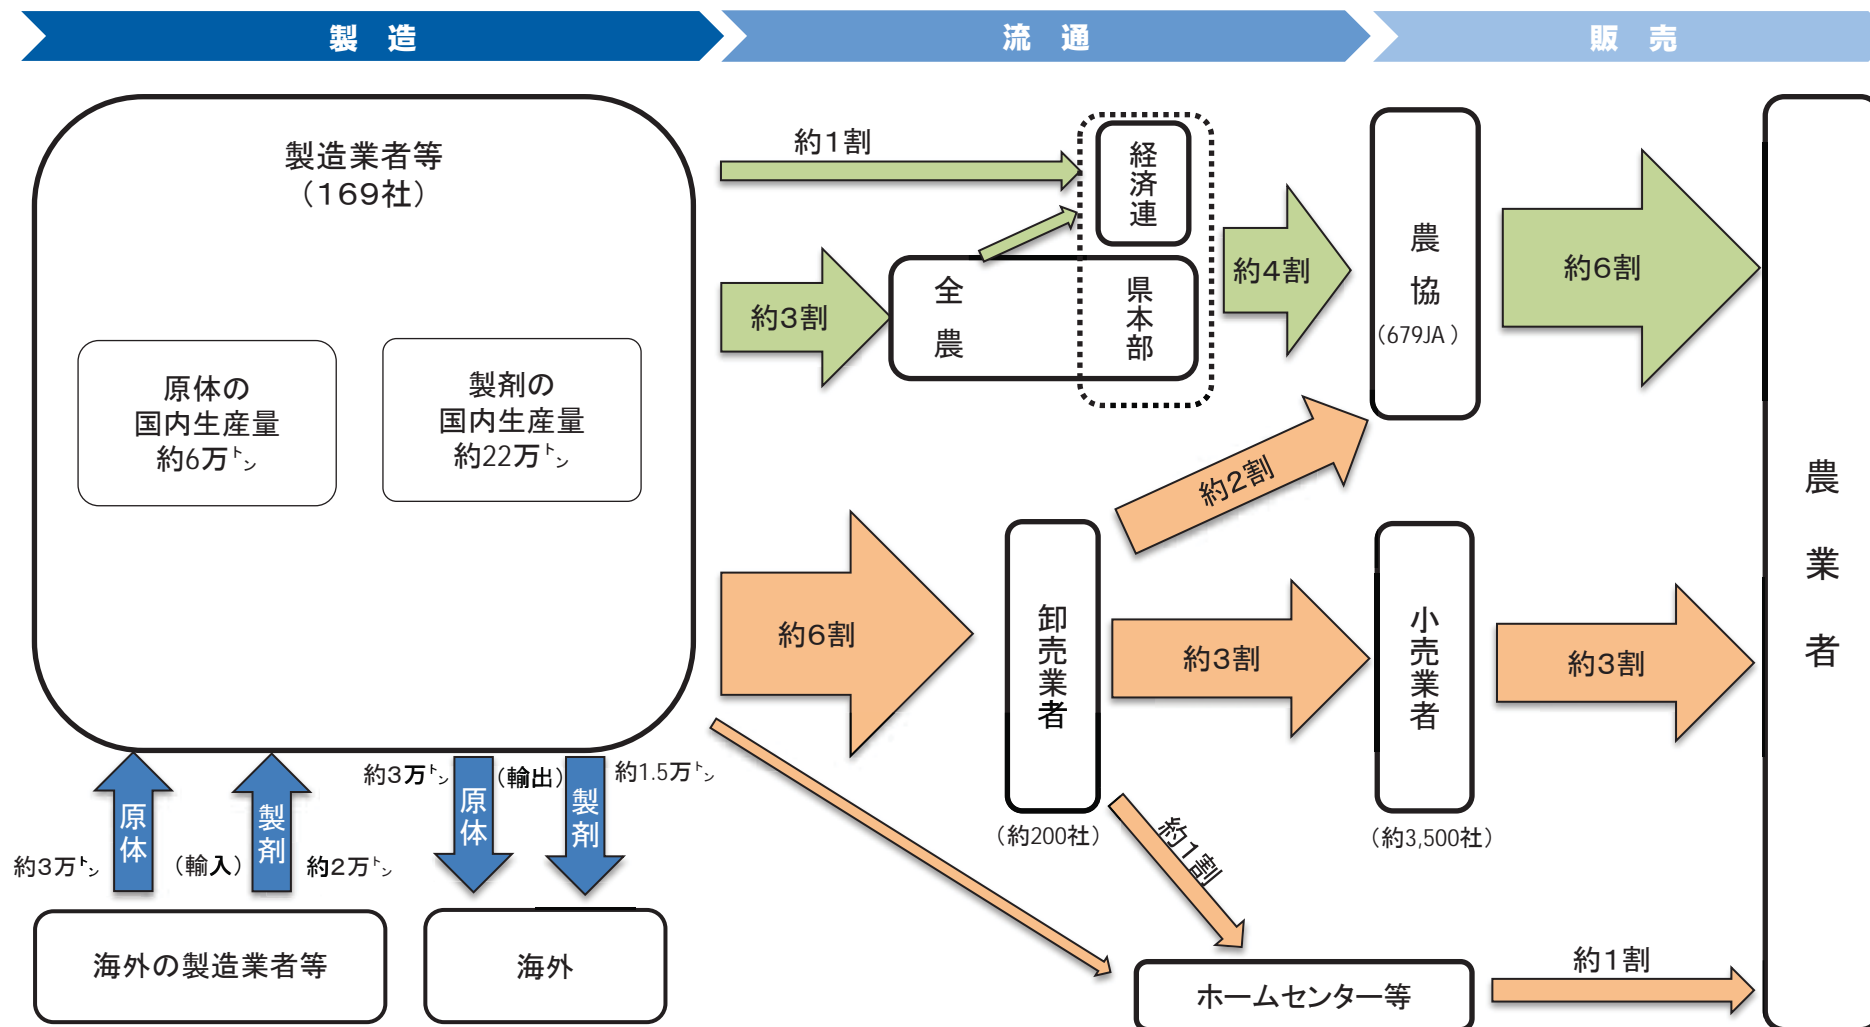 製 造
流 通
販 売
製造業者等
（169社）
原体の
国内生産量
約6万㌧
製剤の
国内生産量
約22万㌧
約1割
経済連
約3割
全農
県本部
約4割
農協
（679JA）
約6割
農業者
約2割
約6割
卸売業者
（約200社）
約3割
小売業者
（約3,500社）
約3割
約1割
ホームセンター等
約1割
原体
約3万㌧
（輸入）
製剤
約2万㌧
約3万㌧
原体
（輸出）
製剤
約1.5万㌧
海外の製造業者等
海外